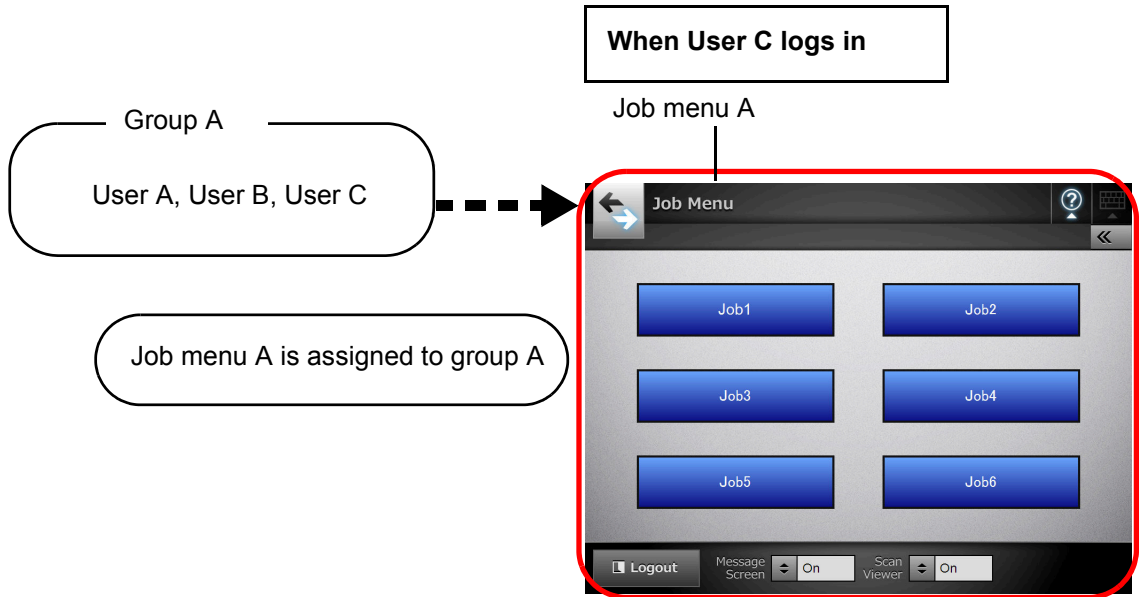 When User C logs in
Job menu A
Group A
User A, User B, User C
Job menu A is assigned to group A
Job Menu
?
Job1
Job2
Job3
Job4
Job5
Job6
Logout
Message Screen
On
Scan Viewer
On